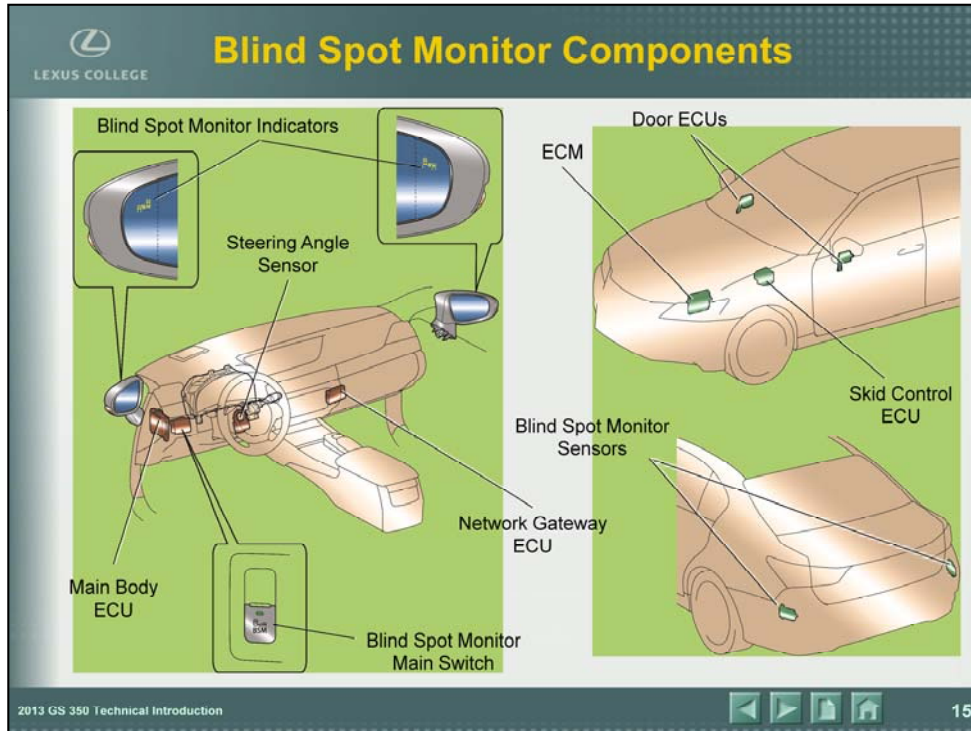 LEXUS COLLEGE
Blind Spot Monitor Components
Blind Spot Monitor Indicators
Steering Angle
Sensor
Main Body
ECU
BSM
Blind Spot Monitor
Main Switch
Network Gateway
ECU
Door ECUs
ECM
Skid Control
ECU
Blind Spot Monitor
Sensors
2013 GS 350 Technical Introduction
15